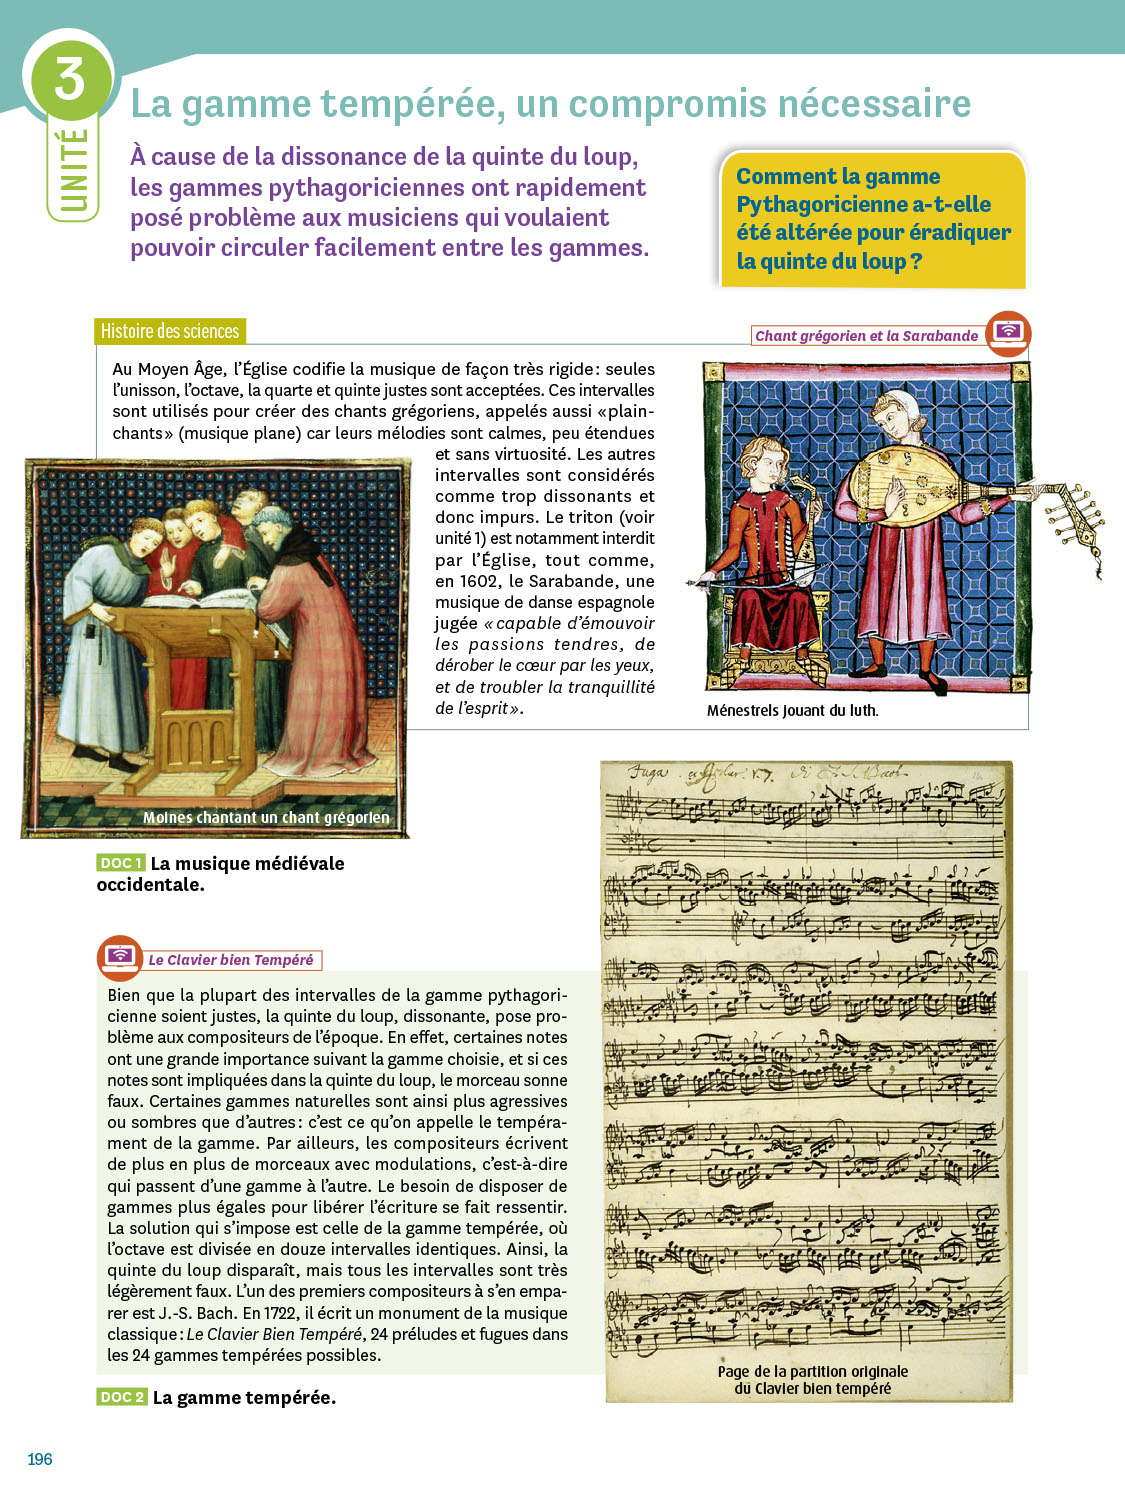 3
UNITÉ
La gamme tempérée, un compromis nécessaire
À cause de la dissonance de la quinte du loup,
les gammes pythagoriciennes ont rapidement
posé problème aux musiciens qui voulaient
pouvoir circuler facilement entre les gammes.
Comment la gamme
Pythagoricienne a-t-elle
été altérée pour éradiquer
la quinte du loup ?
Histoire des sciences
Chant grégorien et la Sarabande
Au Moyen Âge, l'Église codifie la musique de façon très rigide : seules
l'unisson, l'octave, la quarte et quinte justes sont acceptées. Ces intervalles
sont utilisés pour créer des chants grégoriens, appelés aussi « plain-
chants » (musique plane) car leurs mélodies sont calmes, peu étendues
et sans virtuosité. Les autres
intervalles sont considérés
comme trop dissonants et
donc impurs. Le triton (voir
unité 1) est notamment interdit
par l'Église, tout comme,
en 1602, le Sarabande, une
musique de danse espagnole
jugée « capable d'émouvoir
les passions tendres, de
dérober le cœur par les yeux,
et de troubler la tranquillité
de l'esprit ».
Ménestrels jouant du luth.
Moines chantant un chant grégorien
DOC 1 La musique médiévale
occidentale.
Le Clavier bien Tempéré
Bien que la plupart des intervalles de la gamme pythagori-
cienne soient justes, la quinte du loup, dissonante, pose pro-
blème aux compositeurs de l'époque. En effet, certaines notes
ont une grande importance suivant la gamme choisie, et si ces
notes sont impliquées dans la quinte du loup, le morceau sonne
faux. Certaines gammes naturelles sont ainsi plus agressives
ou sombres que d'autres : c'est ce qu'on appelle le tempéra-
ment de la gamme. Par ailleurs, les compositeurs écrivent
de plus en plus de morceaux avec modulations, c'est-à-dire
qui passent d'une gamme à l'autre. Le besoin de disposer de
gammes plus égales pour libérer l'écriture se fait ressentir.
La solution qui s'impose est celle de la gamme tempérée, où
l'octave est divisée en douze intervalles identiques. Ainsi, la
quinte du loup disparaît, mais tous les intervalles sont très
légèrement faux. L'un des premiers compositeurs à s'en empa-
rer est J.-S. Bach. En 1722, il écrit un monument de la musique
classique : Le Clavier Bien Tempéré, 24 préludes et fugues dans
les 24 gammes tempérées possibles.
Fuga
Bach
Page de la partition originale
du Clavier bien tempéré
DOC 2 La gamme tempérée.
196